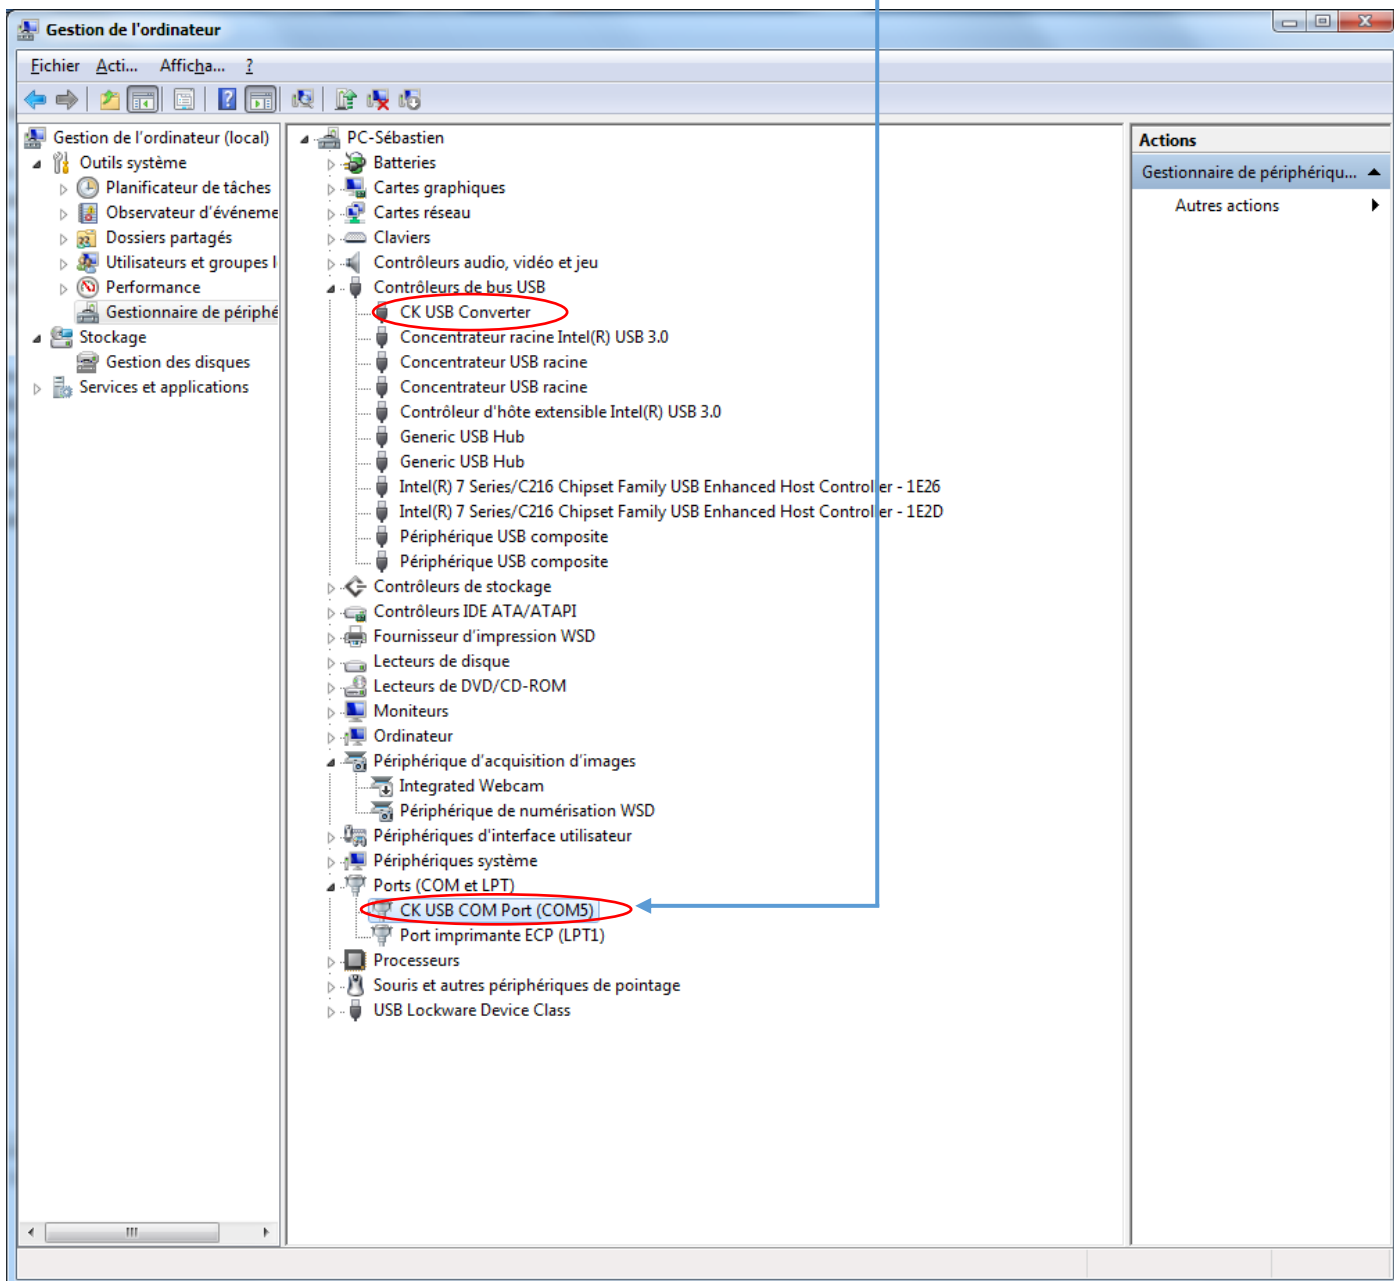 Gestion de l'ordinateur
Fichier Acti... Afficha... ?
Gestion de l'ordinateur (local)
Outils système
Planificateur de tâches
Observateur d'événeme
Dossiers partagés
Utilisateurs et groupes l
Performance
Gestionnaire de périphé
Stockage
Gestion des disques
Services et applications
PC-Sébastien
Batteries
Cartes graphiques
Cartes réseau
Claviers
Contrôleurs audio, vidéo et jeu
Contrôleurs de bus USB
CK USB Converter
Concentrateur racine Intel(R) USB 3.0
Concentrateur USB racine
Concentrateur USB racine
Contrôleur d'hôte extensible Intel(R) USB 3.0
Generic USB Hub
Generic USB Hub
Intel(R) 7 Series/C216 Chipset Family USB Enhanced Host Controller - 1E26
Intel(R) 7 Series/C216 Chipset Family USB Enhanced Host Controller - 1E2D
Périphérique USB composite
Périphérique USB composite
Contrôleurs de stockage
Contrôleurs IDE ATA/ATAPI
Fournisseur d'impression WSD
Lecteurs de disque
Lecteurs de DVD/CD-ROM
Moniteurs
Ordinateur
Périphérique d'acquisition d'images
Integrated Webcam
Périphérique de numérisation WSD
Périphériques d'interface utilisateur
Périphériques système
Ports (COM et LPT)
CK USB COM Port (COM5)
Port imprimante ECP (LPT1)
Processeurs
Souris et autres périphériques de pointage
USB Lockware Device Class
Actions
Gestionnaire de périphériqu...
Autres actions